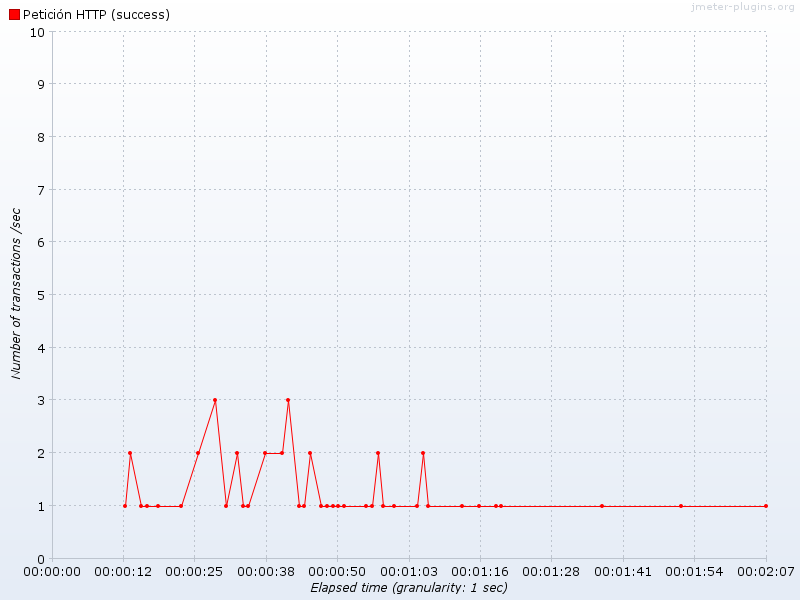 jmeter-plugins.org
Petición HTTP (success)
10
9
8
7
6
5
4
3
2
1
0
Number of transactions /sec
00:00:00 00:00:12 00:00:25 00:00:38 00:00:50 00:01:03 00:01:16 00:01:28 00:01:41 00:01:54 00:02:07
Elapsed time (granularity: 1 sec)